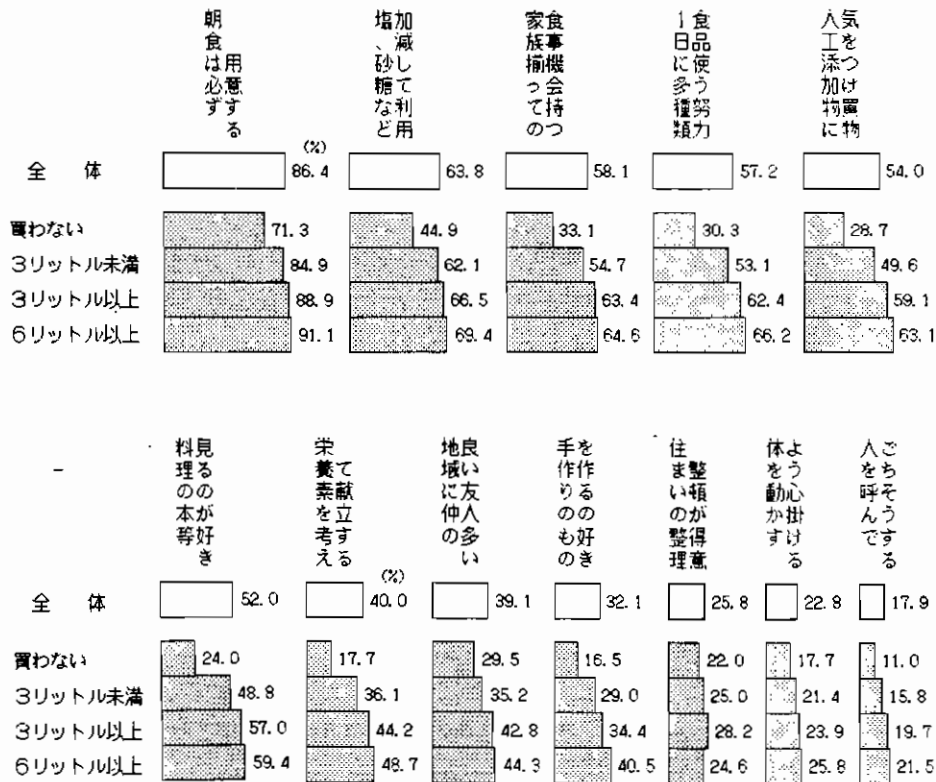 朝食は必ず
用意する
塩、砂糖など
加減して利用
家族揃っての
食事機会持つ
1日に多種類
食品使う努力
人工添加物に
気をつけ買物
(%)
全体 86.4 63.8 58.1 57.2 54.0
買わない 71.3 44.9 33.1 30.3 28.7
3リットル未満 84.9 62.1 54.7 53.1 49.6
3リットル以上 88.9 66.5 63.4 62.4 59.1
6リットル以上 91.1 69.4 64.6 66.2 63.1
料理の本等
見るのが好き
栄養素を考え
て献立する
地域に仲の
良い友人多い
手作りのもの
を作るの好き
住まいの整理
整頓が得意
体を動かす
よう心掛ける
人を呼んで
ごちそうする
(%)
全体 52.0 40.0 39.1 32.1 25.8 22.8 17.9
買わない 24.0 17.7 29.5 16.5 22.0 17.7 11.0
3リットル未満 48.8 36.1 35.2 29.0 25.0 21.4 15.8
3リットル以上 57.0 44.2 42.8 34.4 28.2 23.9 19.7
6リットル以上 59.4 48.7 44.3 40.5 24.6 25.8 21.5